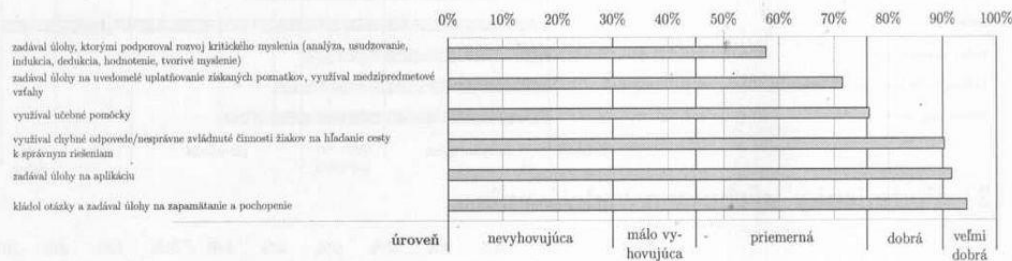 0% 10% 20% 30% 40% 50% 60% 70% 80% 90% 100%
zadával úlohy, ktorými podporoval rozvoj kritického myslenia (analýza, usudzovanie,
indukcia, dedukcia, hodnotenie, tvorivé myslenie)
zadával úlohy na uvedomelé uplatňovanie získaných poznatkov, využíval medzipredmetové
vzťahy
využíval učebné pomôcky
využíval chybné odpovede/nesprávne zvládnuté činnosti žiakov na hľadanie cesty
k správnym riešeniam
zadával úlohy na aplikáciu
kládol otázky a zadával úlohy na zapamätanie a pochopenie
úroveň nevyhovujúca málo vy- priemerná dobrá veľmi
hovujúca dobrá